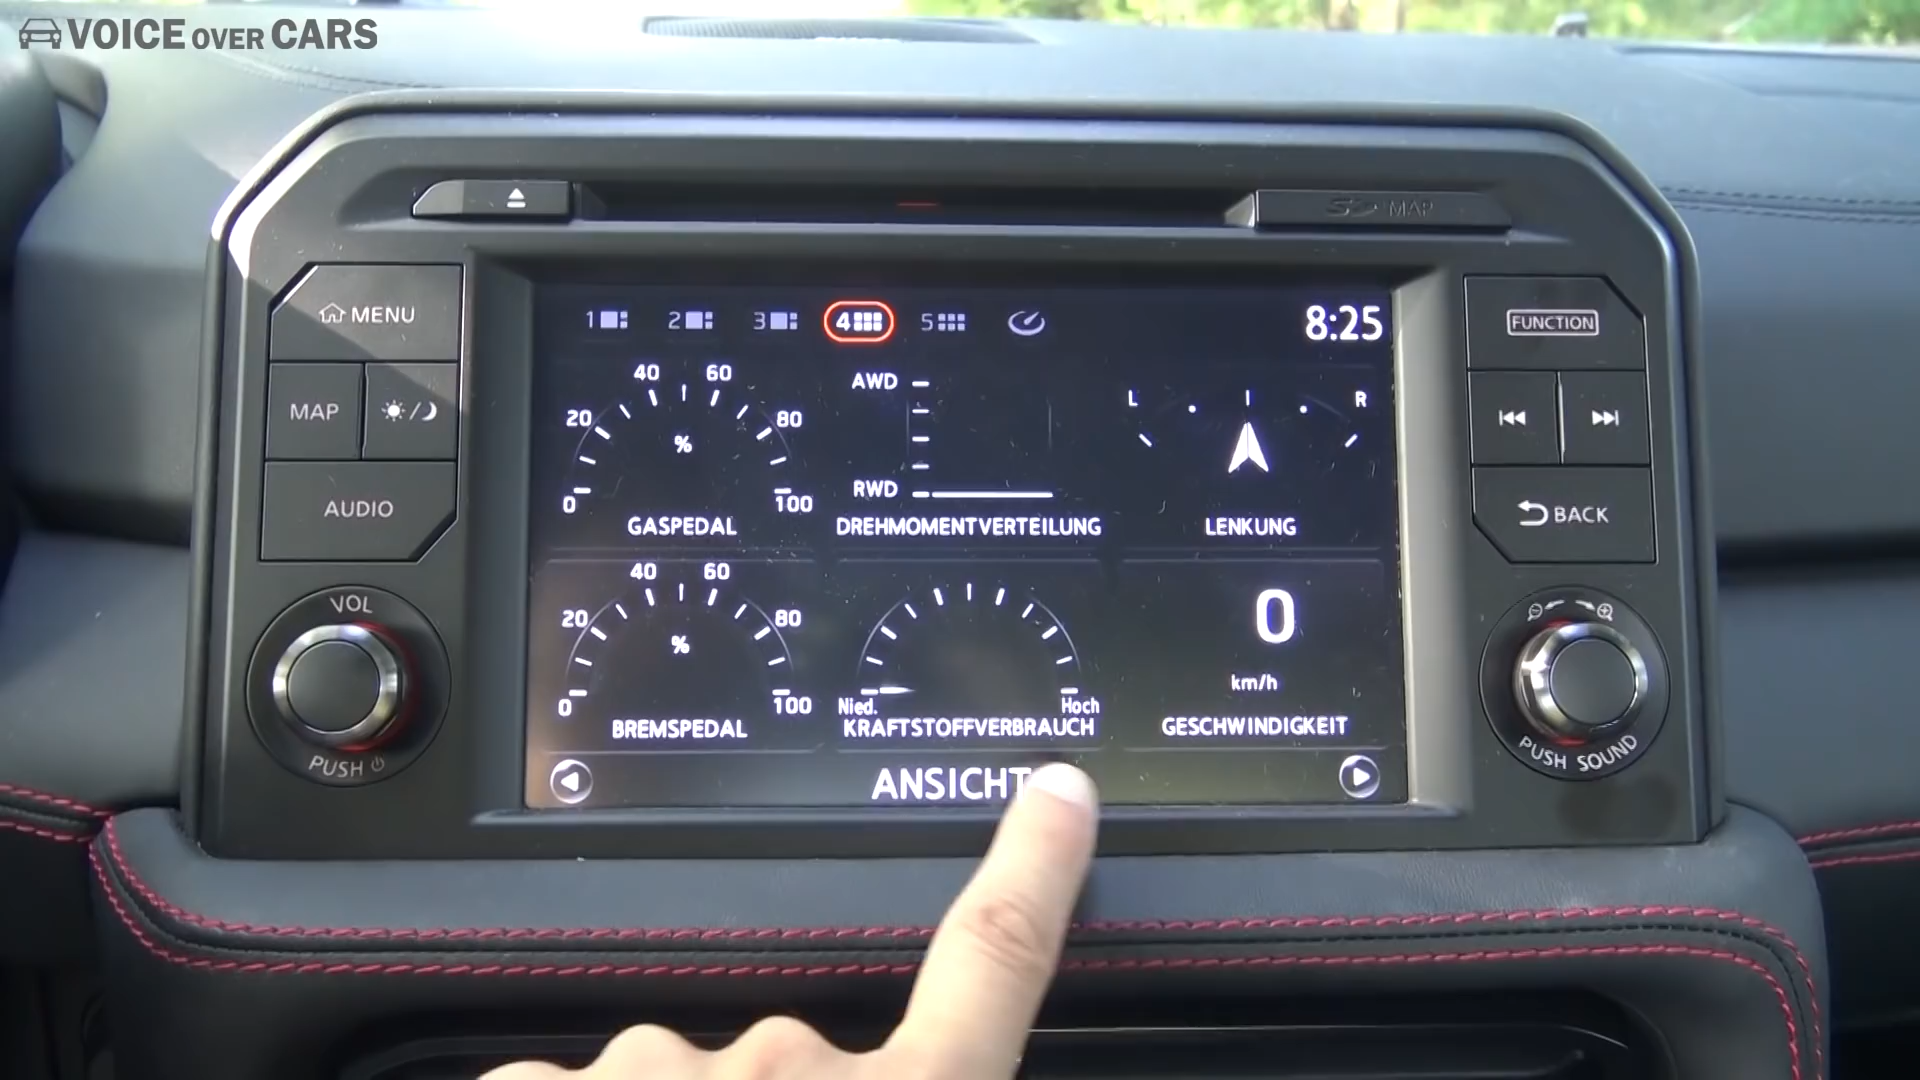 VOICE OVER CARS
SD MAP
MENU
MAP
AUDIO
VOL
PUSH
FUNCTION
BACK
PUSH SOUND
1 2 3 4 5
8:25
0 20 40 60 80 100
%
GASPEDAL
AWD
RWD
DREHMOMENTVERTEILUNG
L R
LENKUNG
0 20 40 60 80 100
%
BREMSPEDAL
Nied. Hoch
KRAFTSTOFFVERBRAUCH
0
km/h
GESCHWINDIGKEIT
ANSICHT